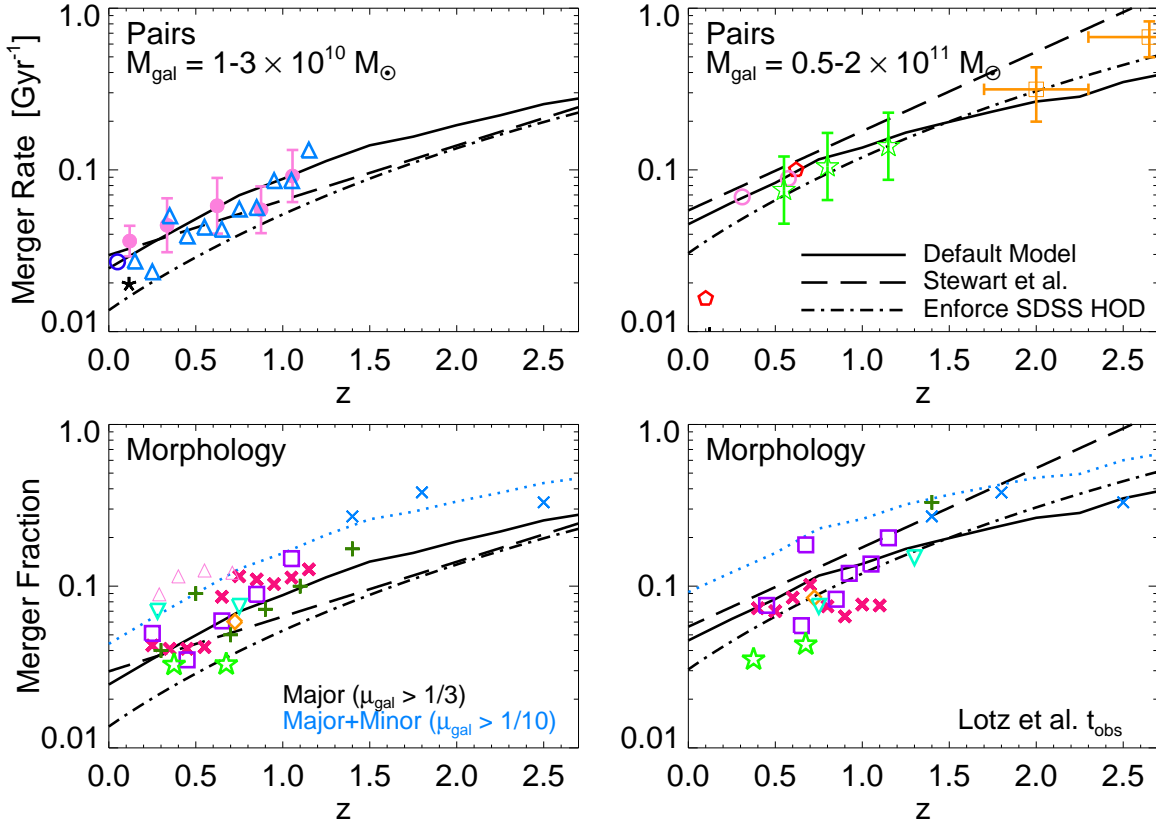 Pairs
M_gal = 1-3 × 10^10 M_⊙
Merger Rate [Gyr^-1]
1.0
0.1
0.01
0.0 0.5 1.0 1.5 2.0 2.5
z
Pairs
M_gal = 0.5-2 × 10^11 M_⊙
Default Model
Stewart et al.
Enforce SDSS HOD
1.0
0.1
0.01
0.0 0.5 1.0 1.5 2.0 2.5
z
Morphology
Merger Fraction
Major (μ_gal > 1/3)
Major+Minor (μ_gal > 1/10)
1.0
0.1
0.01
0.0 0.5 1.0 1.5 2.0 2.5
z
Morphology
Lotz et al. t_obs
1.0
0.1
0.01
0.0 0.5 1.0 1.5 2.0 2.5
z